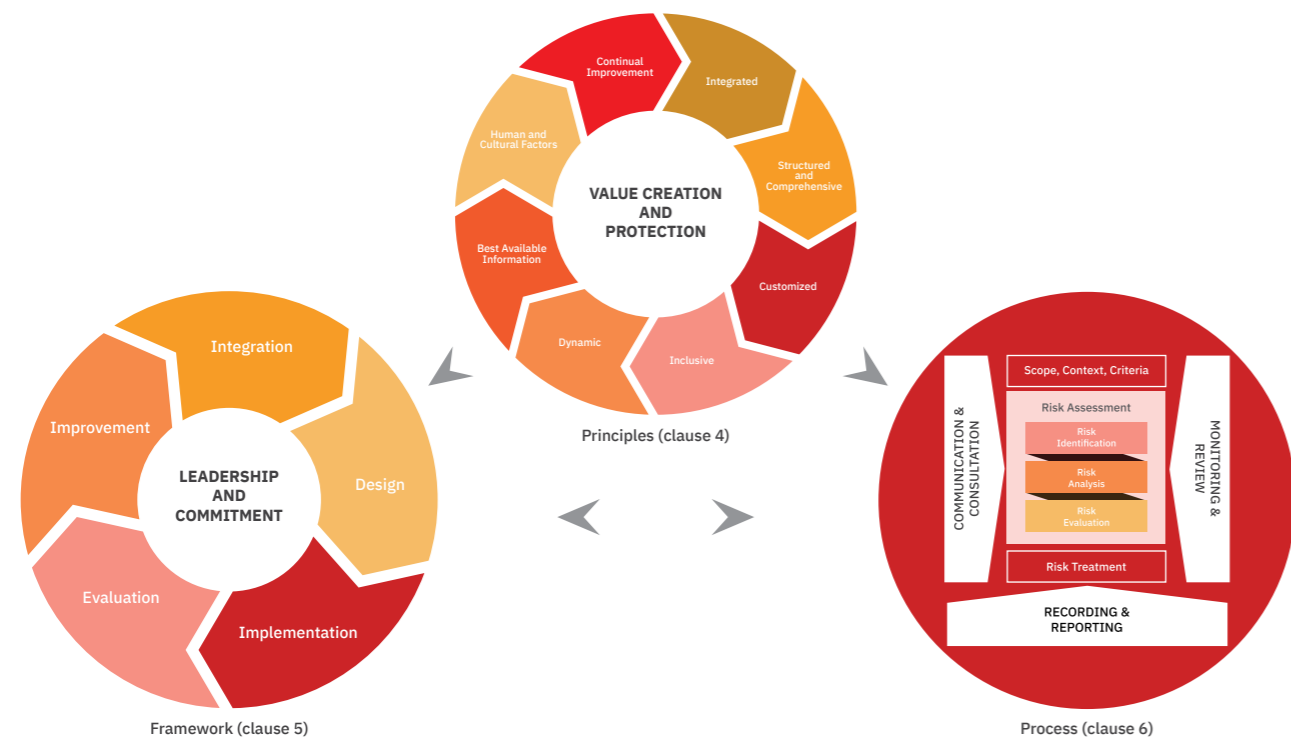 Continual
Improvement
Integrated
Structured
and
Comprehensive
Customized
Inclusive
Dynamic
Best Available
Information
Human and
Cultural Factors
VALUE CREATION
AND
PROTECTION
Principles (clause 4)
Integration
Design
Implementation
Evaluation
Improvement
LEADERSHIP
AND
COMMITMENT
Framework (clause 5)
Scope, Context, Criteria
Risk Assessment
Risk
Identification
Risk
Analysis
Risk
Evaluation
Risk Treatment
COMMUNICATION &
CONSULTATION
MONITORING &
REVIEW
RECORDING &
REPORTING
Process (clause 6)